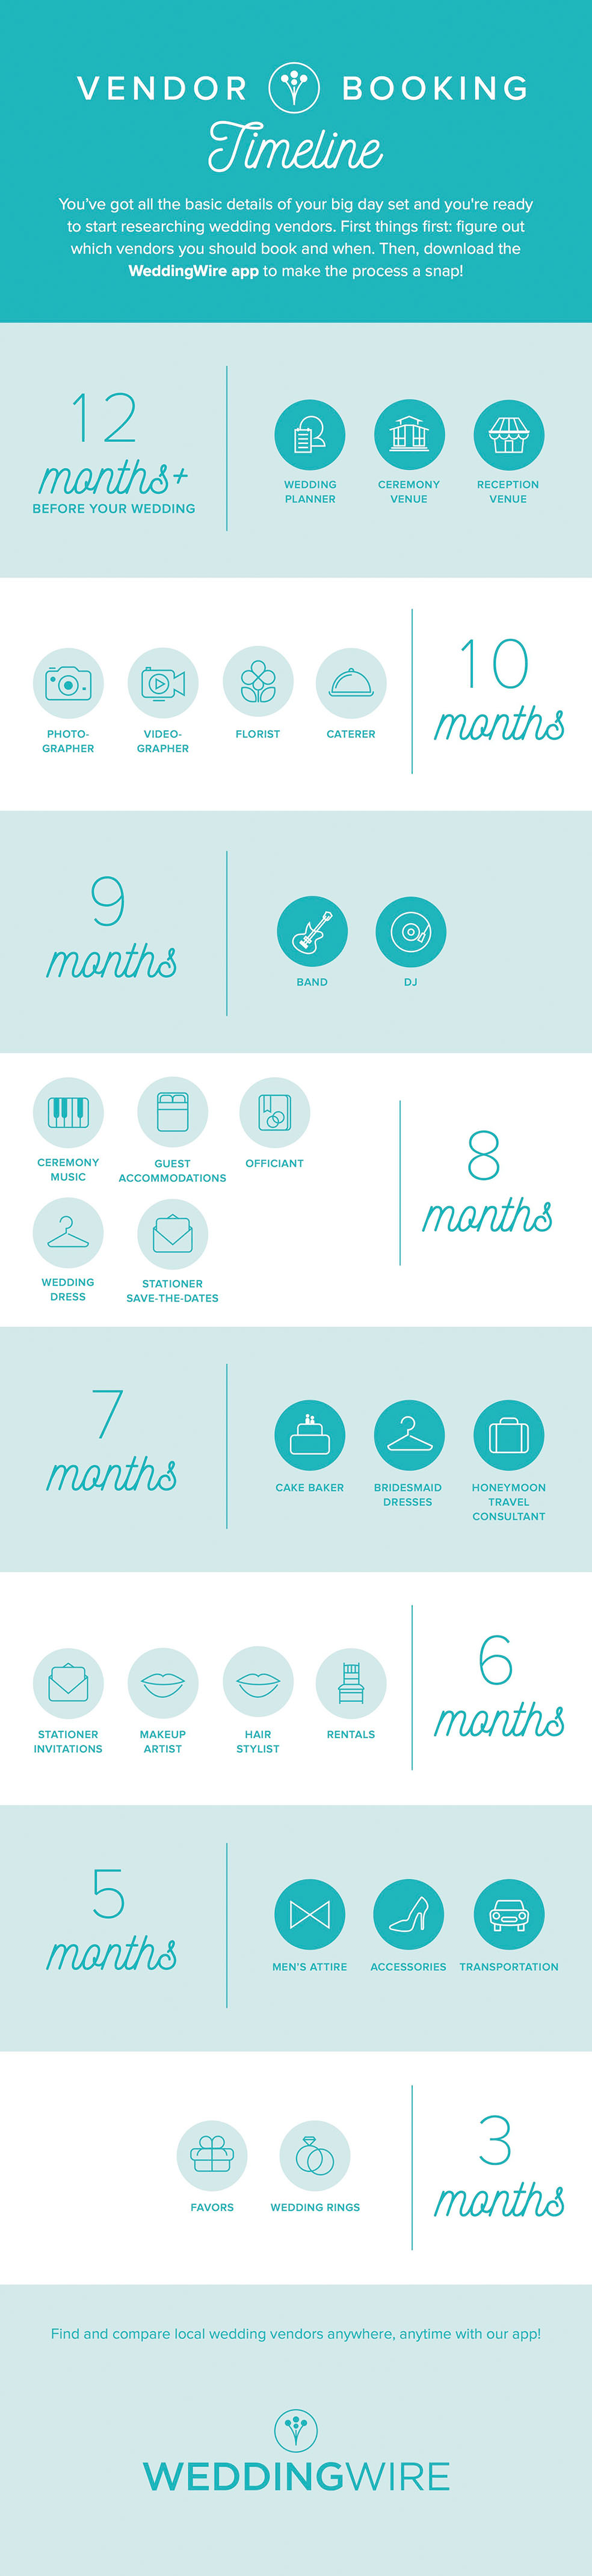 VENDOR BOOKING
Timeline
You've got all the basic details of your big day set and you're ready
to start researching wedding vendors. First things first: figure out
which vendors you should book and when. Then, download the
WeddingWire app to make the process a snap!
12
months+
BEFORE YOUR WEDDING
WEDDING
PLANNER
CEREMONY
VENUE
RECEPTION
VENUE
PHOTO-
GRAPHER
VIDEO-
GRAPHER
FLORIST
CATERER
10
months
9
months
BAND
DJ
CEREMONY
MUSIC
GUEST
ACCOMMODATIONS
OFFICIANT
WEDDING
DRESS
STATIONER
SAVE-THE-DATES
8
months
7
months
CAKE BAKER
BRIDESMAID
DRESSES
HONEYMOON
TRAVEL
CONSULTANT
STATIONER
INVITATIONS
MAKEUP
ARTIST
HAIR
STYLIST
RENTALS
6
months
5
months
MEN'S ATTIRE
ACCESSORIES
TRANSPORTATION
FAVORS
WEDDING RINGS
3
months
Find and compare local wedding vendors anywhere, anytime with our app!
WEDDINGWIRE